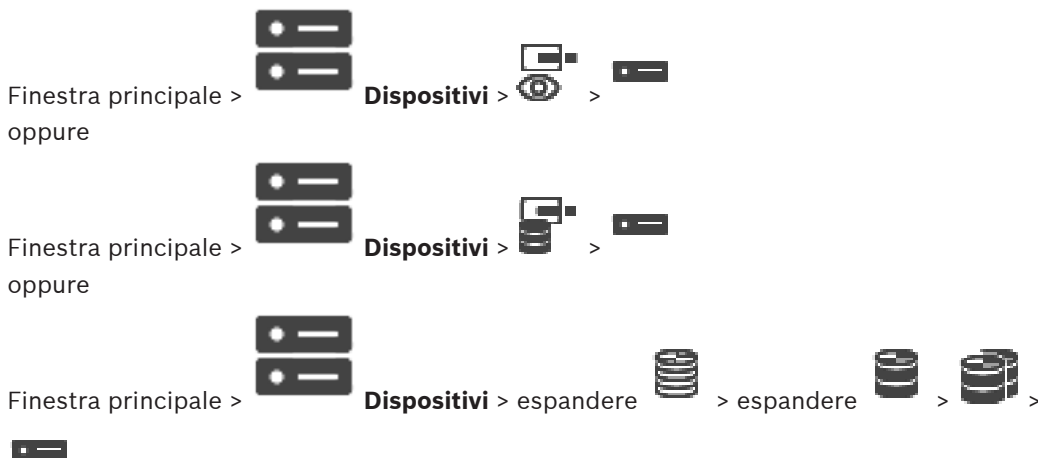 Finestra principale > Dispositivi > >
oppure
Finestra principale > Dispositivi > >
oppure
Finestra principale > Dispositivi > espandere > espandere > >